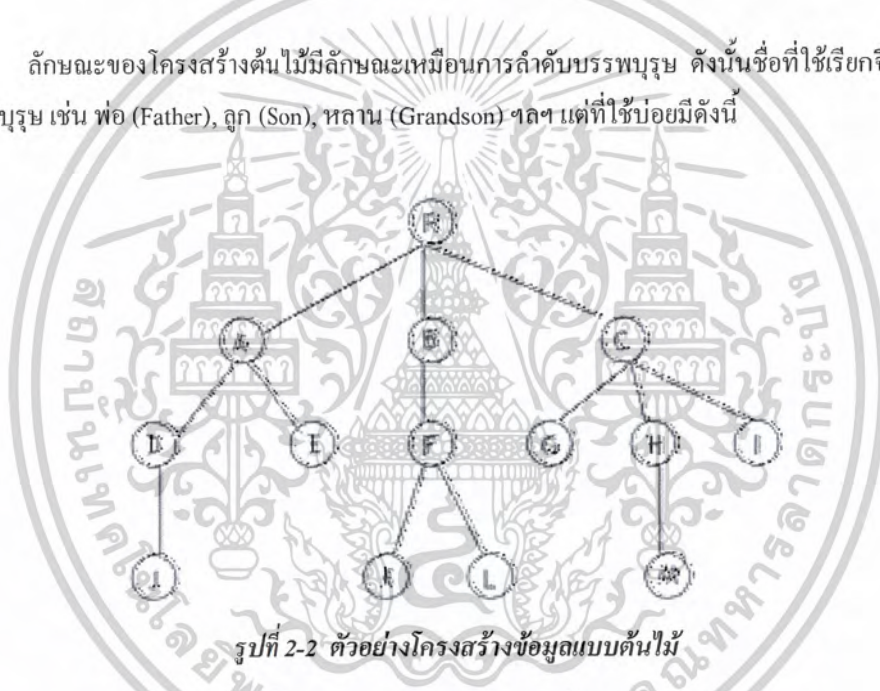 ลักษณะของโครงสร้างต้นไม้มีลักษณะเหมือนการลำดับบรรพบุรุษ ดังนั้นชื่อที่ใช้เรียกจึ
บุรุษ เช่น พ่อ (Father), ลูก (Son), หลาน (Grandson) ฯลฯ แต่ที่ใช้บ่อยมีดังนี้
R
A B C
D E F G H I
J K L M
รูปที่ 2-2 ตัวอย่างโครงสร้างข้อมูลแบบต้นไม้